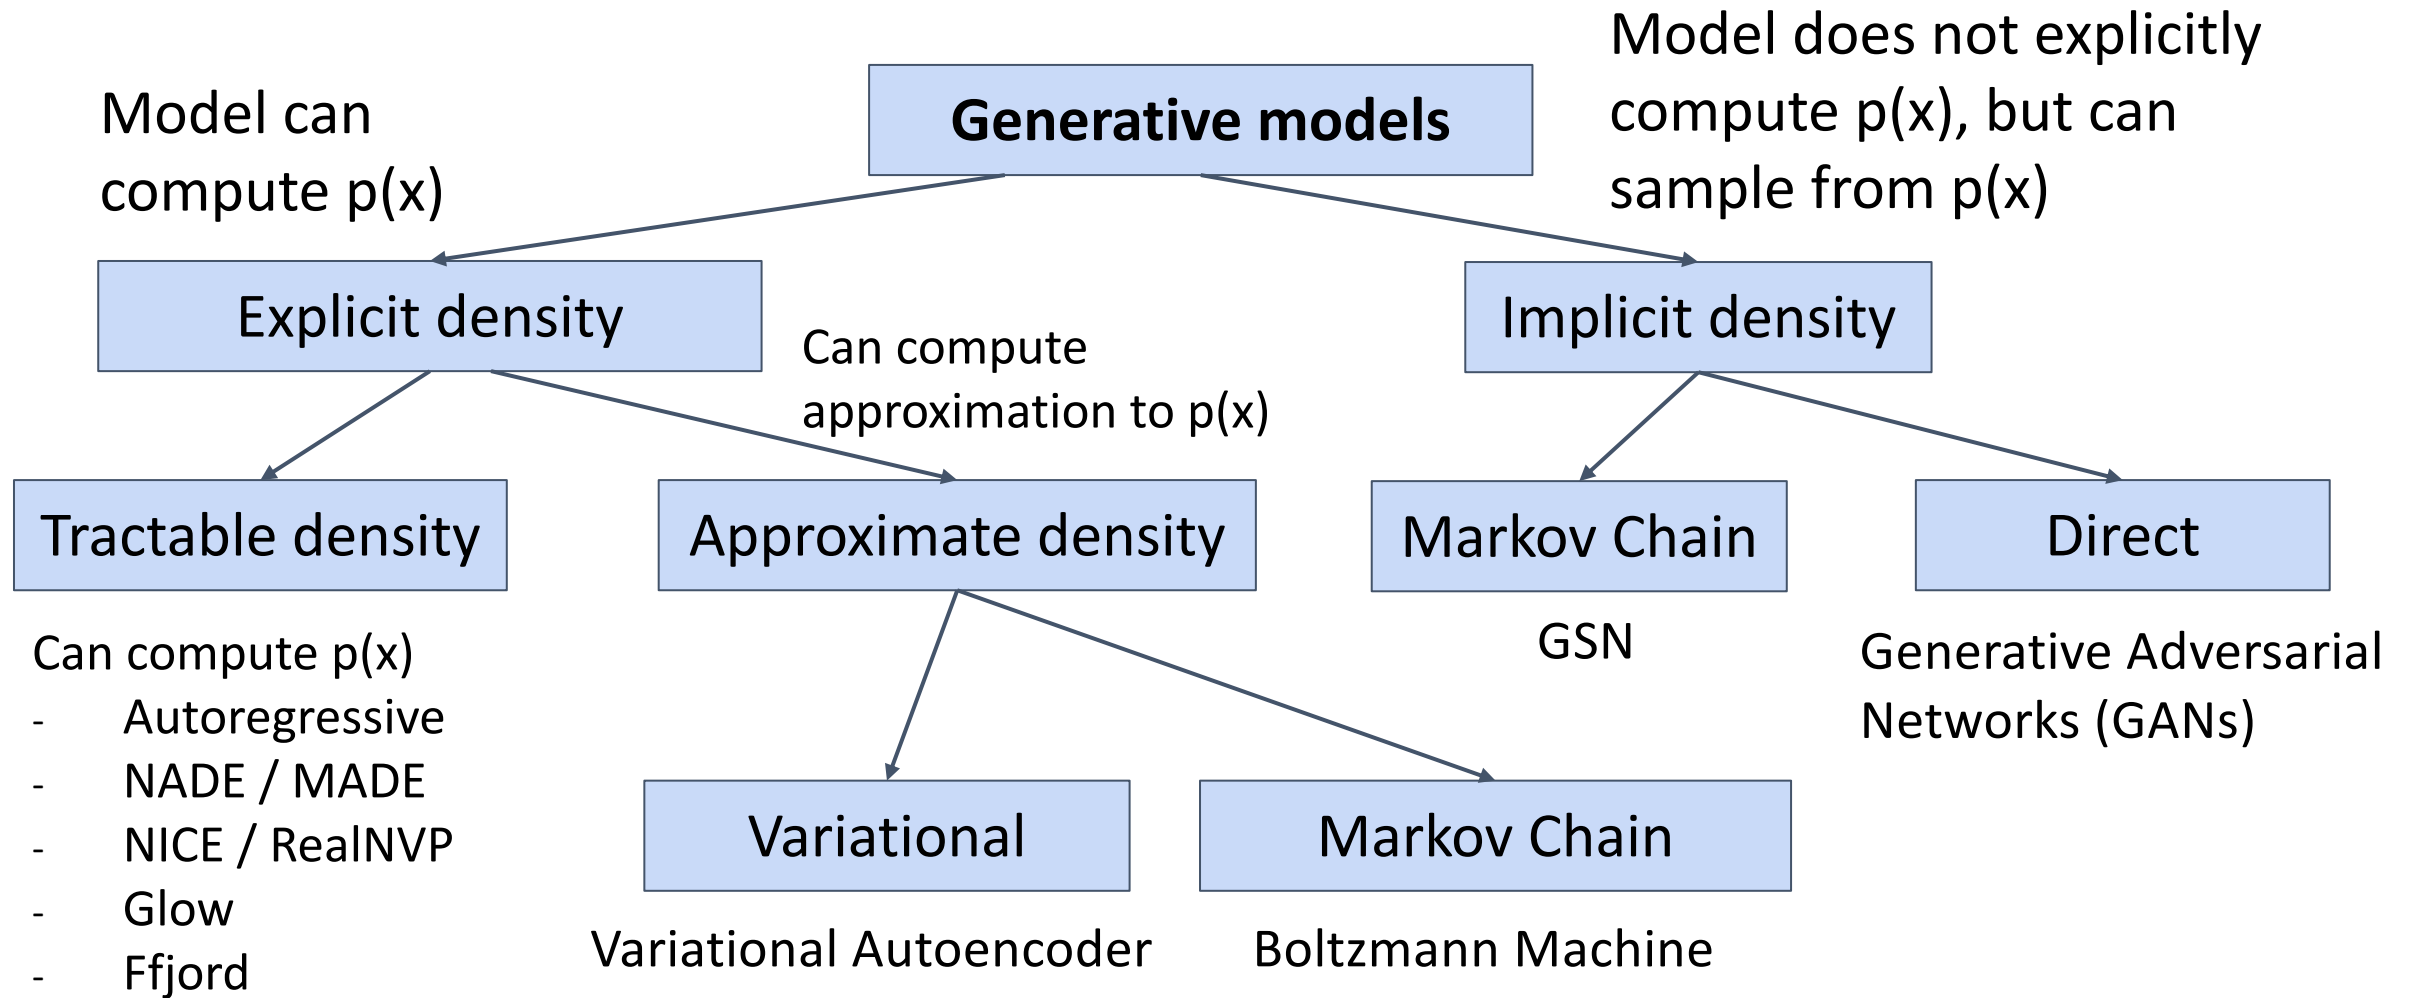 Generative models
Model can
compute p(x)
Model does not explicitly
compute p(x), but can
sample from p(x)
Explicit density
Implicit density
Can compute
approximation to p(x)
Tractable density
Approximate density
Markov Chain
Direct
Can compute p(x)
- Autoregressive
- NADE / MADE
- NICE / RealNVP
- Glow
- Ffjord
GSN
Generative Adversarial
Networks (GANs)
Variational
Markov Chain
Variational Autoencoder
Boltzmann Machine